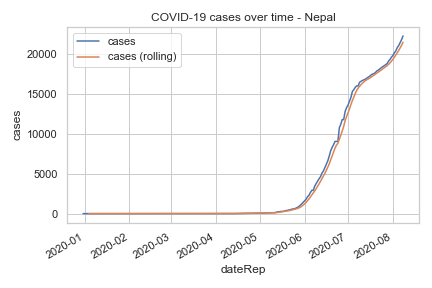 COVID-19 cases over time - Nepal
cases
cases (rolling)
cases
20000
15000
10000
5000
0
2020-01
2020-02
2020-03
2020-04
2020-05
2020-06
2020-07
2020-08
dateRep